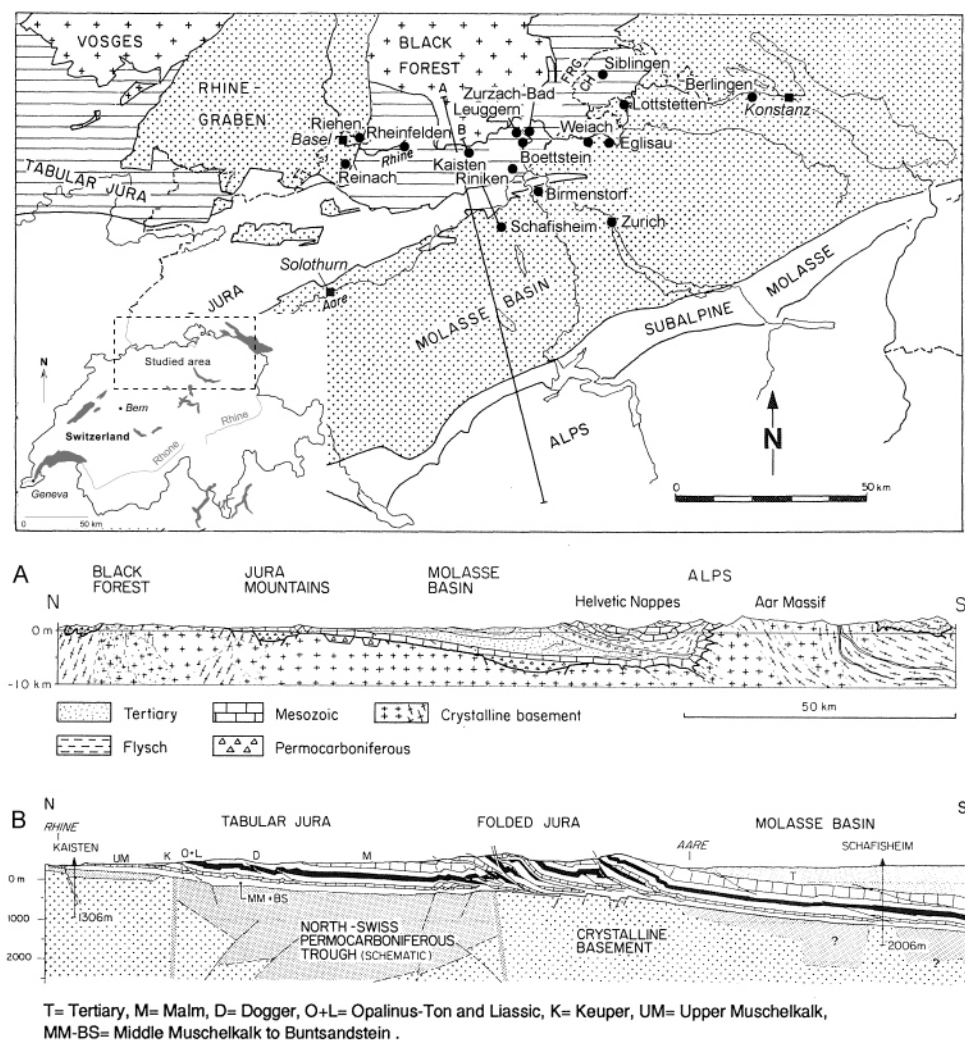 VOSGES
BLACK
FOREST
RHINE-
GRABEN
FRG
CH
Siblingen
A
Zurzach-Bad
Leuggern
Berlingen
Lottstetten
Konstanz
Riehen
Rheinfelden
Basel
B
Weiach
Eglisau
Rhine
Kaisten
Boettstein
Reinach
Riniken
TABULAR JURA
Birmenstorf
Schafisheim
Zurich
Solothurn
Aare
JURA
MOLASSE BASIN
SUBALPINE MOLASSE
Studied area
N
Bern
Switzerland
Rhine
Rhone
Geneva
0 50 km
ALPS
N
0 50 km
A
BLACK
FOREST
JURA
MOUNTAINS
MOLASSE
BASIN
ALPS
N
Helvetic Nappes
Aar Massif
S
0 m
-10 km
Tertiary
Mesozoic
Crystalline basement
50 km
Flysch
Permocarboniferous
N
S
B
RHINE
TABULAR JURA
FOLDED JURA
MOLASSE BASIN
KAISTEN
AARE
SCHAFISHEIM
UM
K
O+L
D
M
T
0 m
MM+BS
1306m
1000
NORTH-SWISS
PERMOCARBONIFEROUS
TROUGH (SCHEMATIC)
CRYSTALLINE
BASEMENT
?
2006m
2000
?
T= Tertiary, M= Malm, D= Dogger, O+L= Opalinus-Ton and Liassic, K= Keuper, UM= Upper Muschelkalk,
MM-BS= Middle Muschelkalk to Buntsandstein .